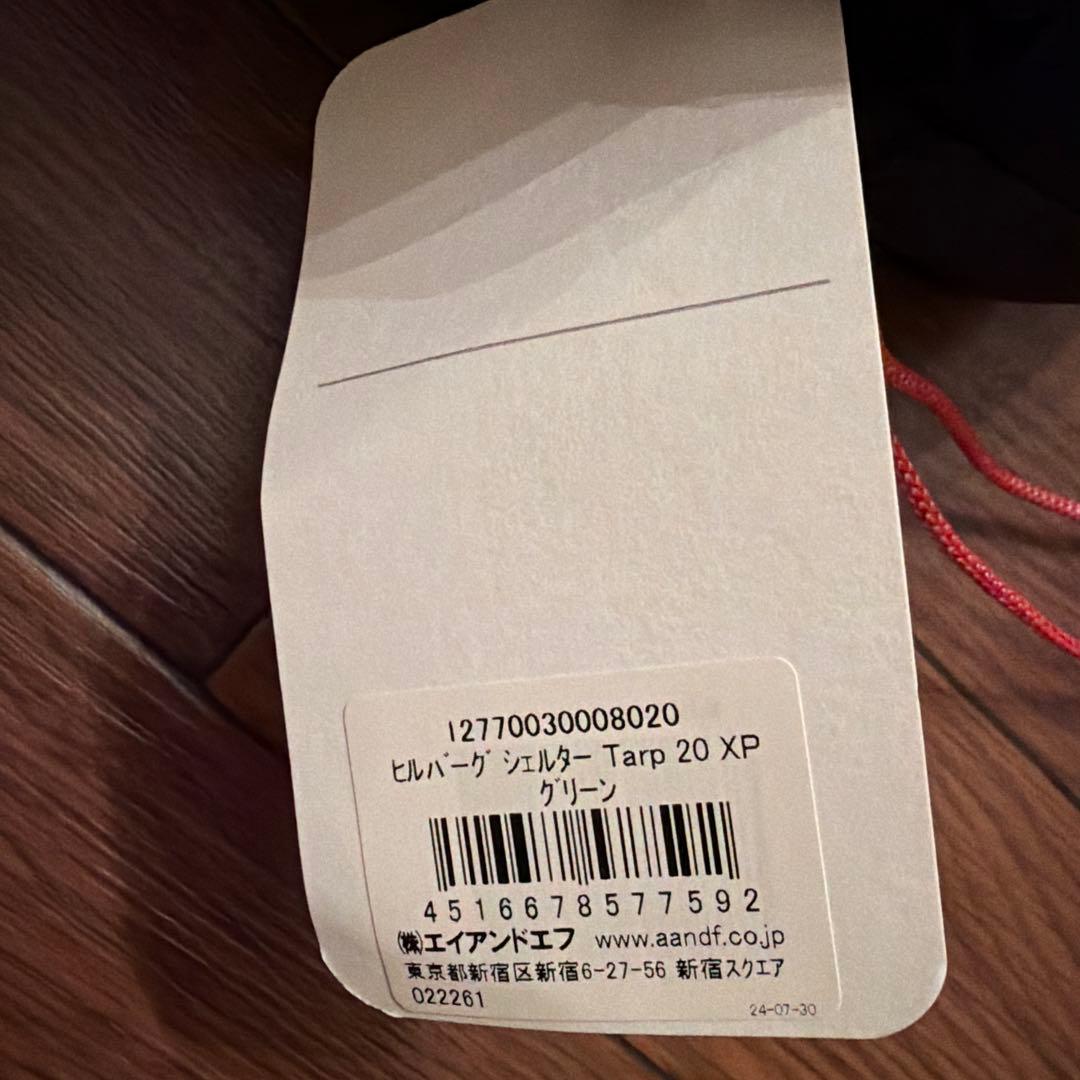 12770030008020
ﾋﾙﾊﾞｰｸﾞ ｼｪﾙﾀｰ Tarp 20 XP
ｸﾞﾘｰﾝ
4516678577592
㈱エイアンドエフ www.aandf.co.jp
東京都新宿区新宿6-27-56 新宿スクエア
022261
24-07-30